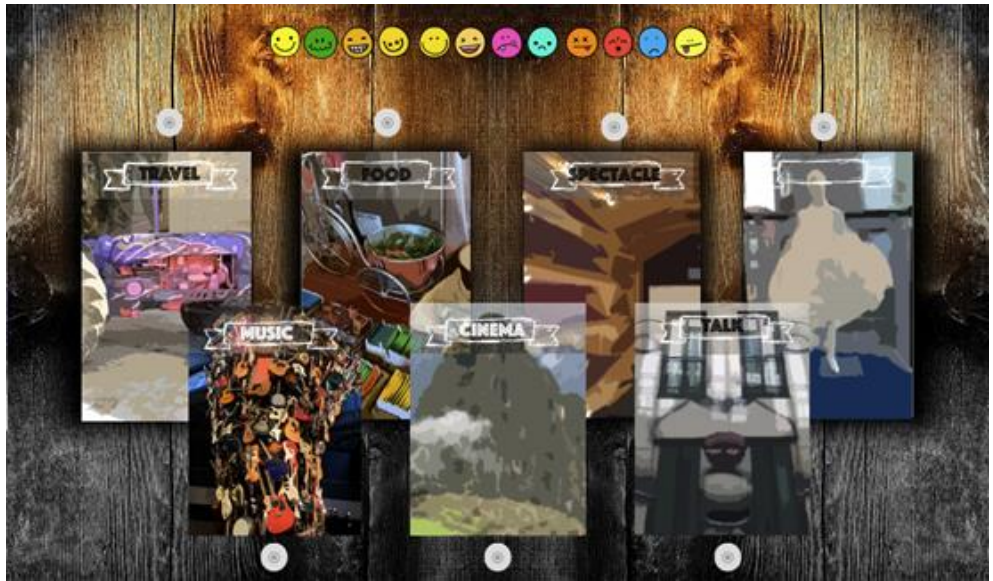 TRAVEL
FOOD
SPECTACLE
MUSIC
CINEMA
TALK